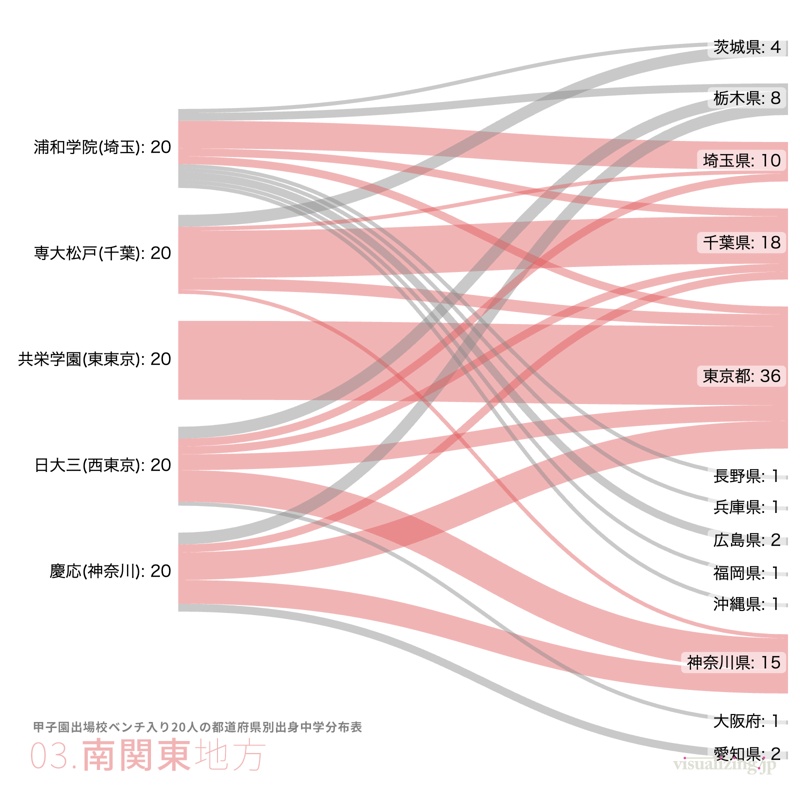 茨城県: 4
栃木県: 8
浦和学院(埼玉): 20
埼玉県: 10
千葉県: 18
専大松戸(千葉): 20
共栄学園(東東京): 20
東京都: 36
日大三(西東京): 20
長野県: 1
兵庫県: 1
広島県: 2
慶応(神奈川): 20
福岡県: 1
沖縄県: 1
神奈川県: 15
大阪府: 1
甲子園出場校ベンチ入り20人の都道府県別出身中学分布表
03.南関東地方
愛知県: 2
visualizing.jp